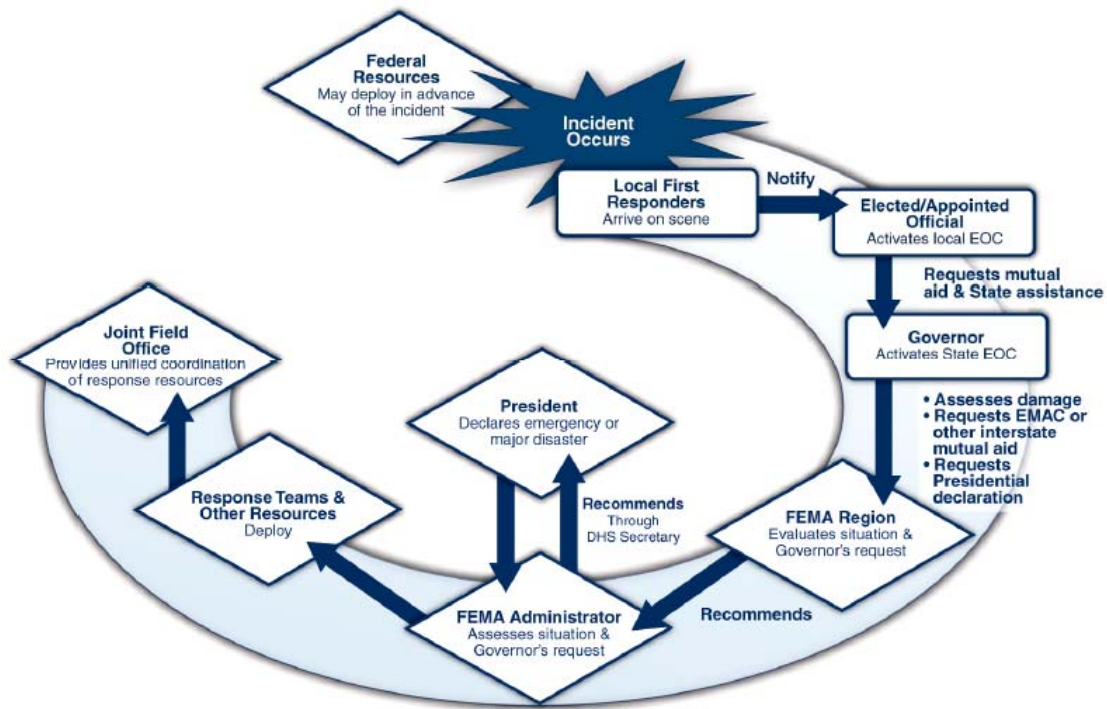 Federal
Resources
May deploy in advance
of the incident
Incident
Occurs
Local First
Responders
Arrive on scene
Notify
Elected/Appointed
Official
Activates local EOC
Requests mutual
aid & State assistance
Governor
Activates State EOC
• Assesses damage
• Requests EMAC or
other interstate
mutual aid
• Requests
Presidential
declaration
FEMA Region
Evaluates situation &
Governor's request
Recommends
FEMA Administrator
Assesses situation &
Governor's request
Recommends
Through
DHS Secretary
President
Declares emergency or
major disaster
Response Teams &
Other Resources
Deploy
Joint Field
Office
Provides unified coordination
of response resources